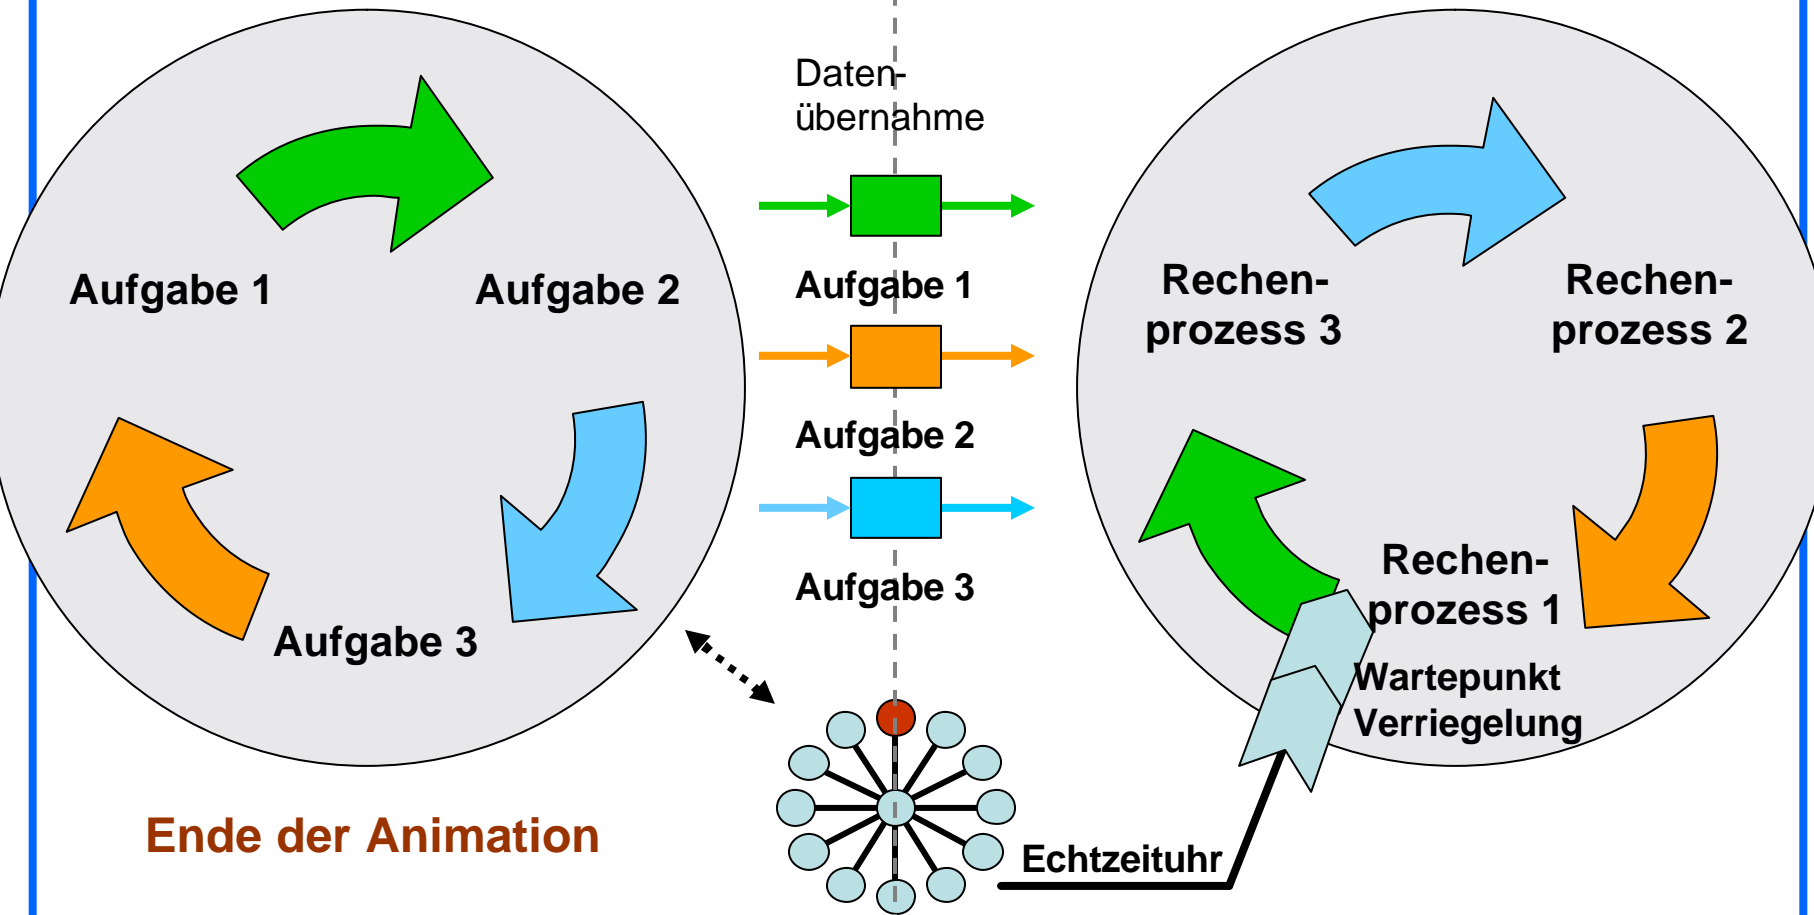 Daten-
übernahme
Aufgabe 1
Aufgabe 2
Aufgabe 3
Aufgabe 1
Aufgabe 2
Aufgabe 3
Rechen-
prozess 3
Rechen-
prozess 2
Rechen-
prozess 1
Wartepunkt
Verriegelung
Ende der Animation
Echtzeituhr